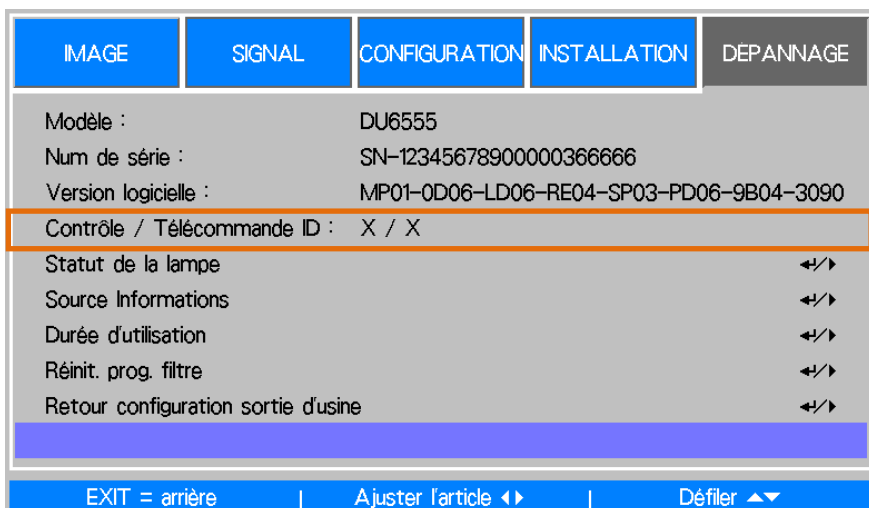 IMAGE SIGNAL CONFIGURATION INSTALLATION DÉPANNAGE
Modèle : DU6555
Num de série : SN-12345678900000366666
Version logicielle : MP01-0D06-LD06-RE04-SP03-PD06-9B04-3090
Contrôle / Télécommande ID : X / X
Statut de la lampe ↵/▶
Source Informations ↵/▶
Durée d'utilisation ↵/▶
Réinit. prog. filtre ↵/▶
Retour configuration sortie d'usine ↵/▶
EXIT = arrière | Ajuster l'article ◀▶ | Défiler ▲▼